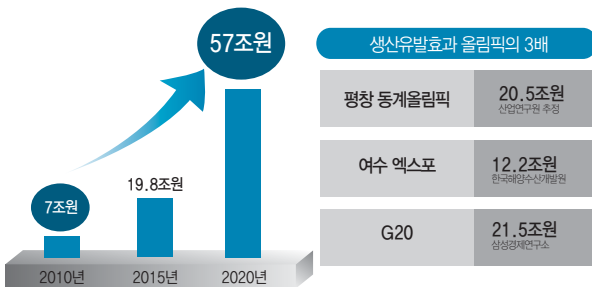 57조원
19.8조원
7조원
2010년
2015년
2020년
생산유발효과 올림픽의 3배
평창 동계올림픽
20.5조원
산업연구원 추정
여수 엑스포
12.2조원
한국해양수산개발원
G20
21.5조원
삼성경제연구소